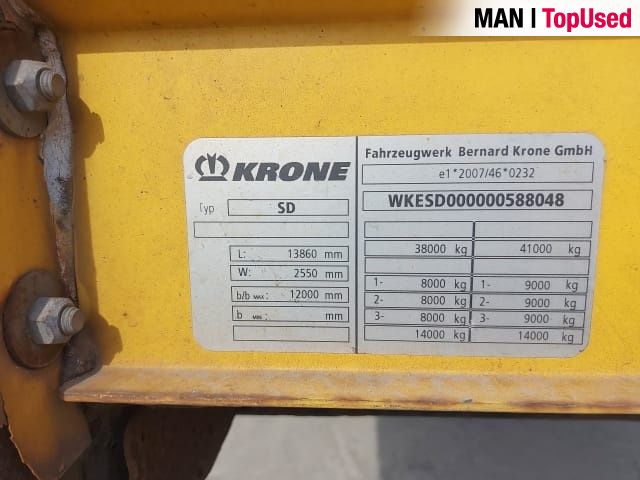 MAN | TopUsed
KRONE
Fahrzeugwerk Bernard Krone GmbH
e1*2007/46*0232
Typ SD
WKESD000000588048
L: 13860 mm
W: 2550 mm
b/b MAX: 12000 mm
b MIN: mm
38000 kg 41000 kg
1- 8000 kg 1- 9000 kg
2- 8000 kg 2- 9000 kg
3- 8000 kg 3- 9000 kg
14000 kg 14000 kg